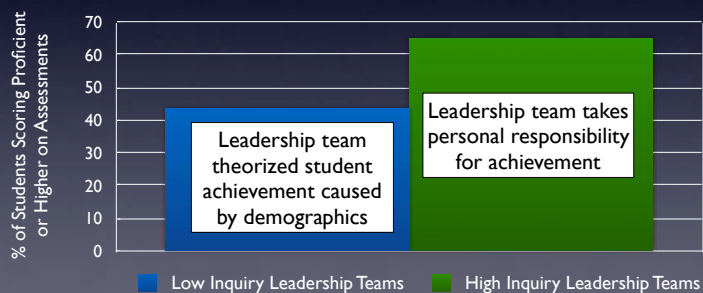 % of Students Scoring Proficient
or Higher on Assessments
70
60
50
40
30
20
10
0
Leadership team
theorized student
achievement caused
by demographics
Leadership team takes
personal responsibility
for achievement
Low Inquiry Leadership Teams
High Inquiry Leadership Teams